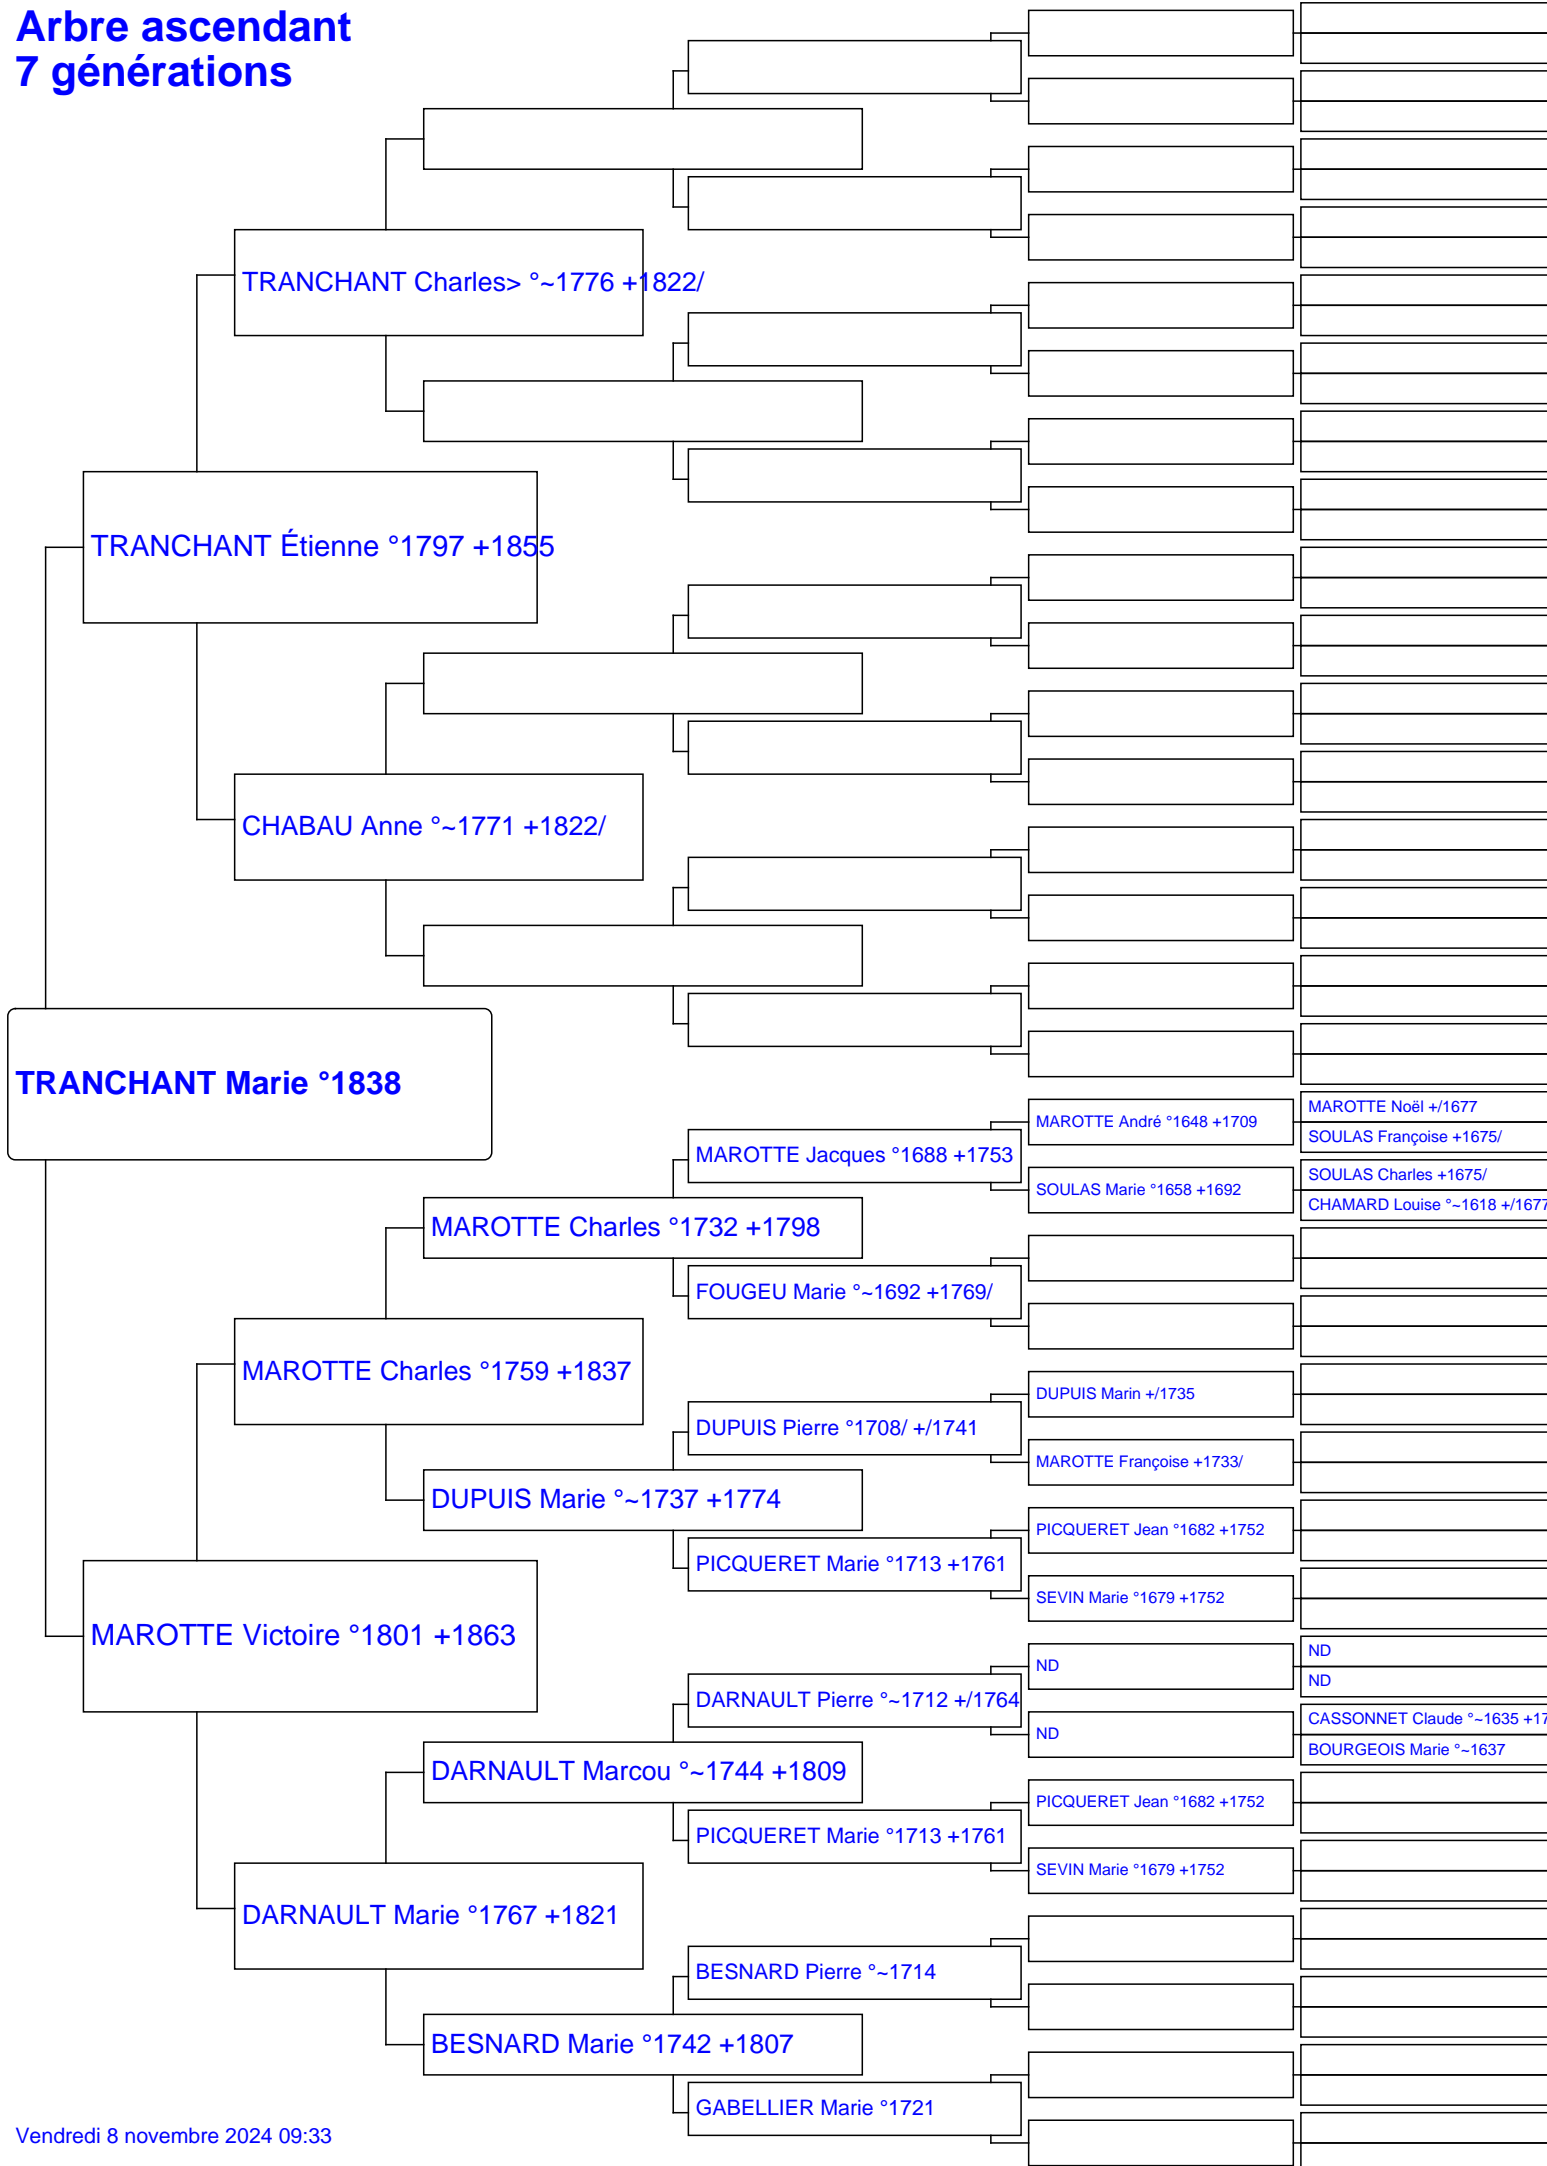 Arbre ascendant
7 générations
TRANCHANT Charles> °~1776 +1822/
TRANCHANT Étienne °1797 +1855
CHABAU Anne °~1771 +1822/
TRANCHANT Marie °1838
MAROTTE André °1648 +1709
MAROTTE Noël +/1677
SOULAS Françoise +1675/
MAROTTE Jacques °1688 +1753
SOULAS Marie °1658 +1692
SOULAS Charles +1675/
CHAMARD Louise °~1618 +/1677
MAROTTE Charles °1732 +1798
FOUGEU Marie °~1692 +1769/
MAROTTE Charles °1759 +1837
DUPUIS Marin +/1735
DUPUIS Pierre °1708/ +/1741
MAROTTE Françoise +1733/
DUPUIS Marie °~1737 +1774
PICQUERET Jean °1682 +1752
PICQUERET Marie °1713 +1761
SEVIN Marie °1679 +1752
MAROTTE Victoire °1801 +1863
ND
ND
ND
DARNAULT Pierre °~1712 +/1764
ND
CASSONNET Claude °~1635 +17
BOURGEOIS Marie °~1637
DARNAULT Marcou °~1744 +1809
PICQUERET Jean °1682 +1752
PICQUERET Marie °1713 +1761
SEVIN Marie °1679 +1752
DARNAULT Marie °1767 +1821
BESNARD Pierre °~1714
BESNARD Marie °1742 +1807
GABELLIER Marie °1721
Vendredi 8 novembre 2024 09:33